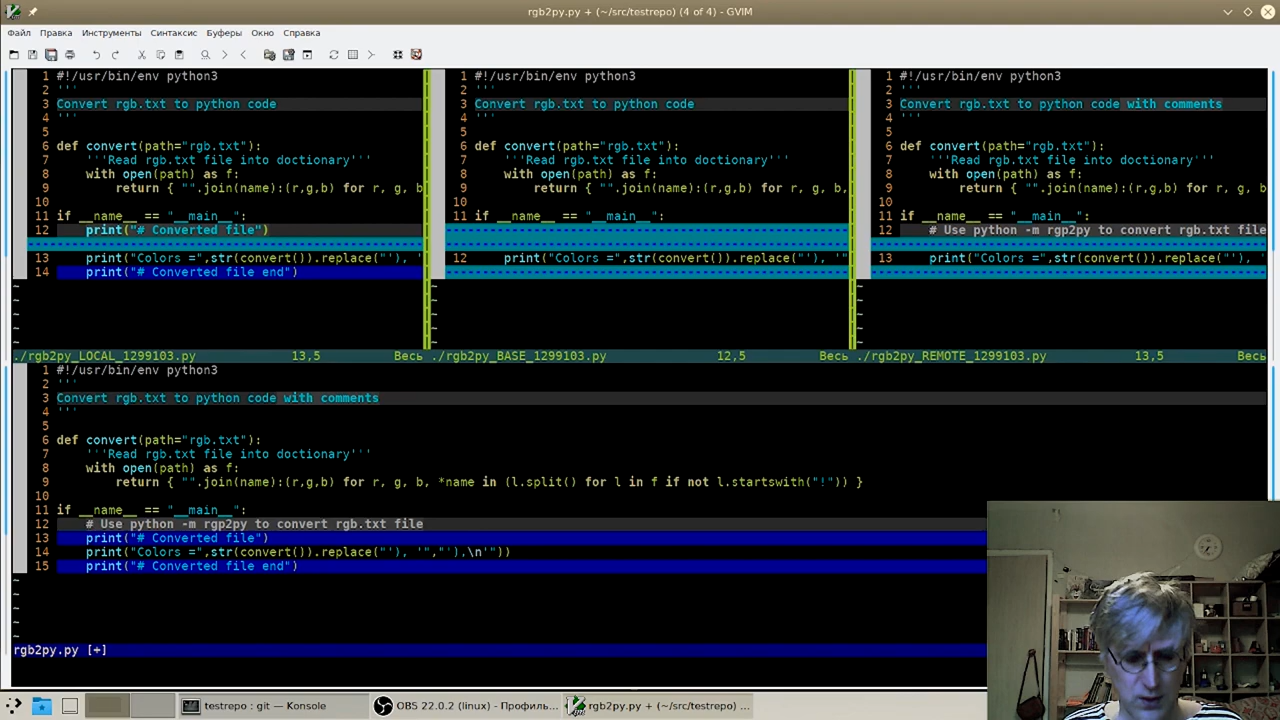 rgb2py.py + (~/src/testrepo) (4 of 4) - GVIM
Файл Правка Инструменты Синтаксис Буферы Окно Справка
1 #!/usr/bin/env python3
2 '''
3 Convert rgb.txt to python code
4 '''
5
6 def convert(path="rgb.txt"):
7     '''Read rgb.txt file into doctionary'''
8     with open(path) as f:
9         return { "".join(name):(r,g,b) for r, g, b
10
11 if __name__ == "__main__":
12     print("# Converted file")
13     print("Colors =",str(convert()).replace("'), '
14     print("# Converted file end")
~
~
~
~
~
./rgb2py_LOCAL_1299103.py 13,5 Весь
1 #!/usr/bin/env python3
2 '''
3 Convert rgb.txt to python code
4 '''
5
6 def convert(path="rgb.txt"):
7     '''Read rgb.txt file into doctionary'''
8     with open(path) as f:
9         return { "".join(name):(r,g,b) for r, g, b,
10
11 if __name__ == "__main__":
12     print("Colors =",str(convert()).replace("'), '"
~
~
~
~
~
./rgb2py_BASE_1299103.py 12,5 Весь
1 #!/usr/bin/env python3
2 '''
3 Convert rgb.txt to python code with comments
4 '''
5
6 def convert(path="rgb.txt"):
7     '''Read rgb.txt file into doctionary'''
8     with open(path) as f:
9         return { "".join(name):(r,g,b) for r, g, b
10
11 if __name__ == "__main__":
12     # Use python -m rgp2py to convert rgb.txt file
13     print("Colors =",str(convert()).replace("'), '
~
~
~
~
~
./rgb2py_REMOTE_1299103.py 13,5 Весь
1 #!/usr/bin/env python3
2 '''
3 Convert rgb.txt to python code with comments
4 '''
5
6 def convert(path="rgb.txt"):
7     '''Read rgb.txt file into doctionary'''
8     with open(path) as f:
9         return { "".join(name):(r,g,b) for r, g, b, *name in (l.split() for l in f if not l.startswith("!")) }
10
11 if __name__ == "__main__":
12     # Use python -m rgp2py to convert rgb.txt file
13     print("# Converted file")
14     print("Colors =",str(convert()).replace("'), '","'),\n'"))
15     print("# Converted file end")
~
~
~
~
~
rgb2py.py [+]
testrepo : git — Konsole OBS 22.0.2 (linux) - Профиль... rgb2py.py + (~/src/testrepo) ...